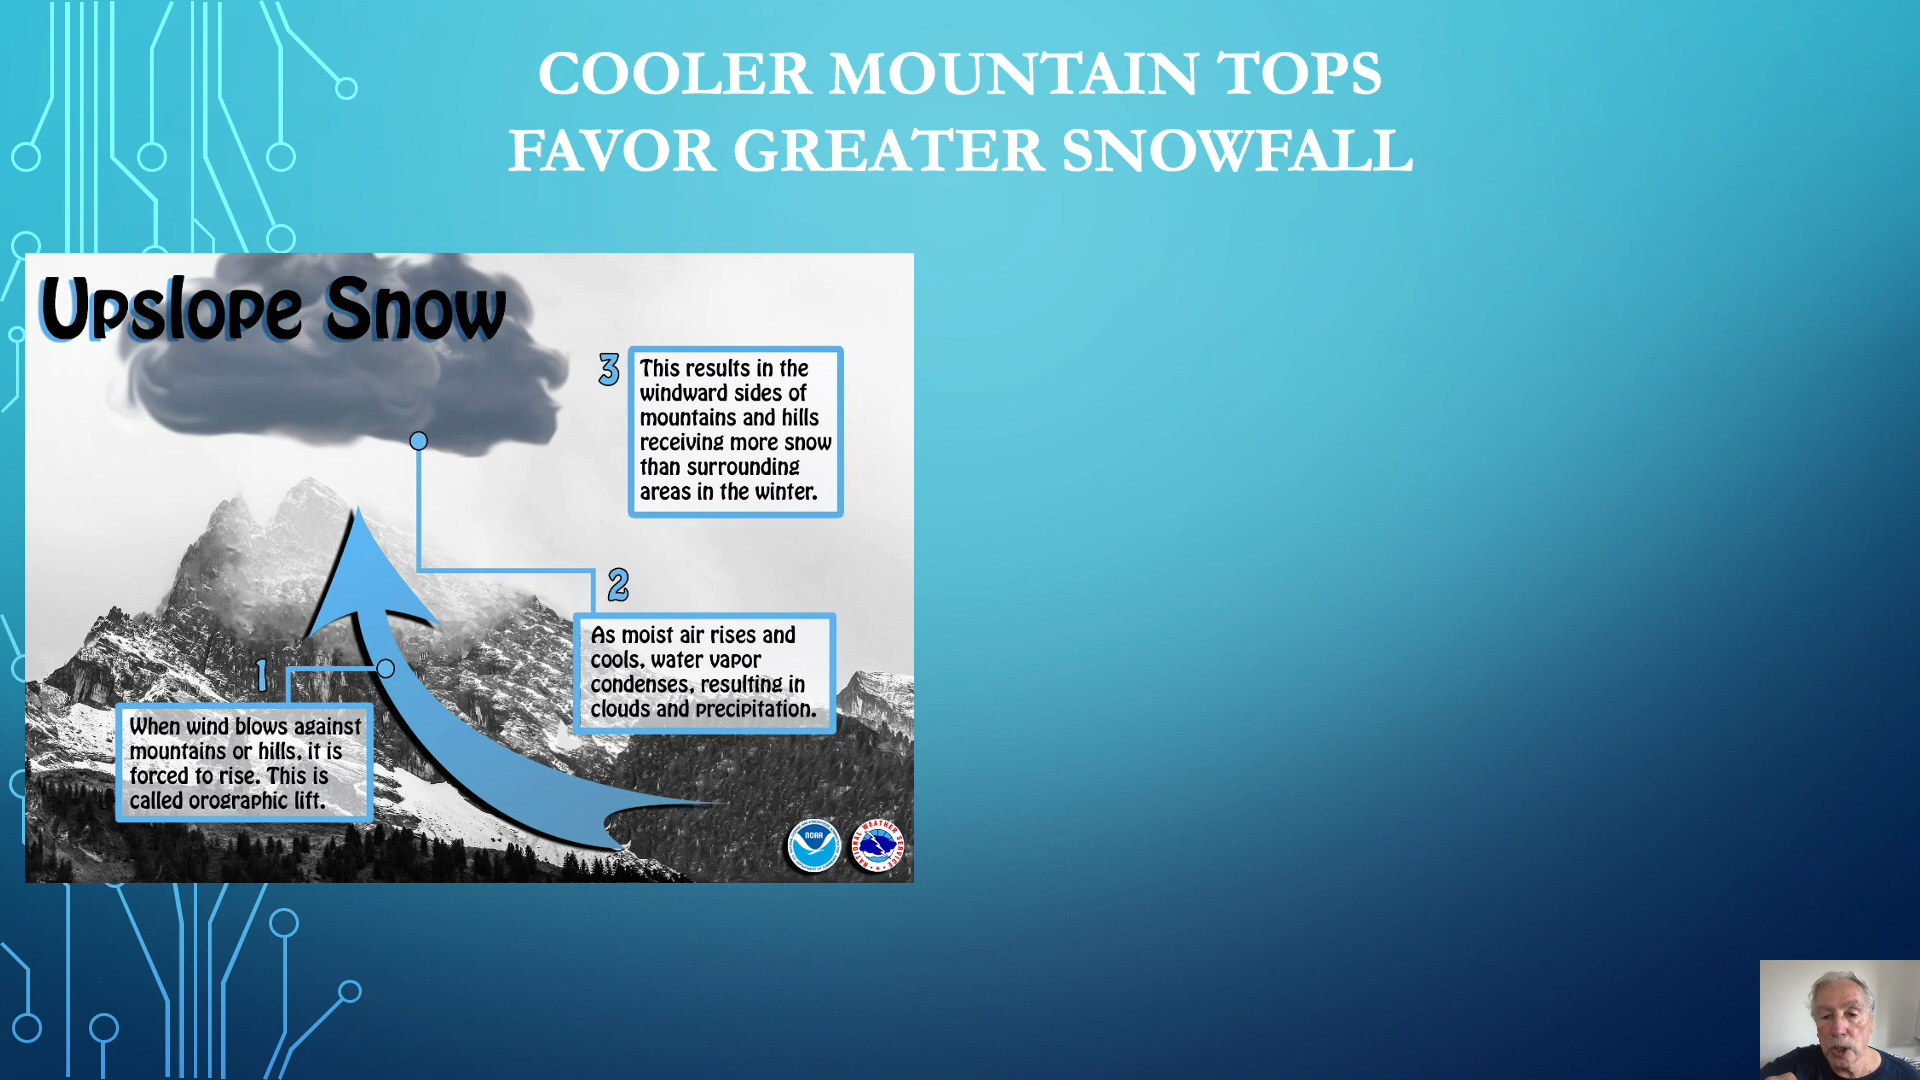 COOLER MOUNTAIN TOPS
FAVOR GREATER SNOWFALL
Upslope Snow
3
This results in the
windward sides of
mountains and hills
receiving more snow
than surrounding
areas in the winter.
2
As moist air rises and
cools, water vapor
condenses, resulting in
clouds and precipitation.
1
When wind blows against
mountains or hills, it is
forced to rise. This is
called orographic lift.
NOAA
NATIONAL WEATHER SERVICE